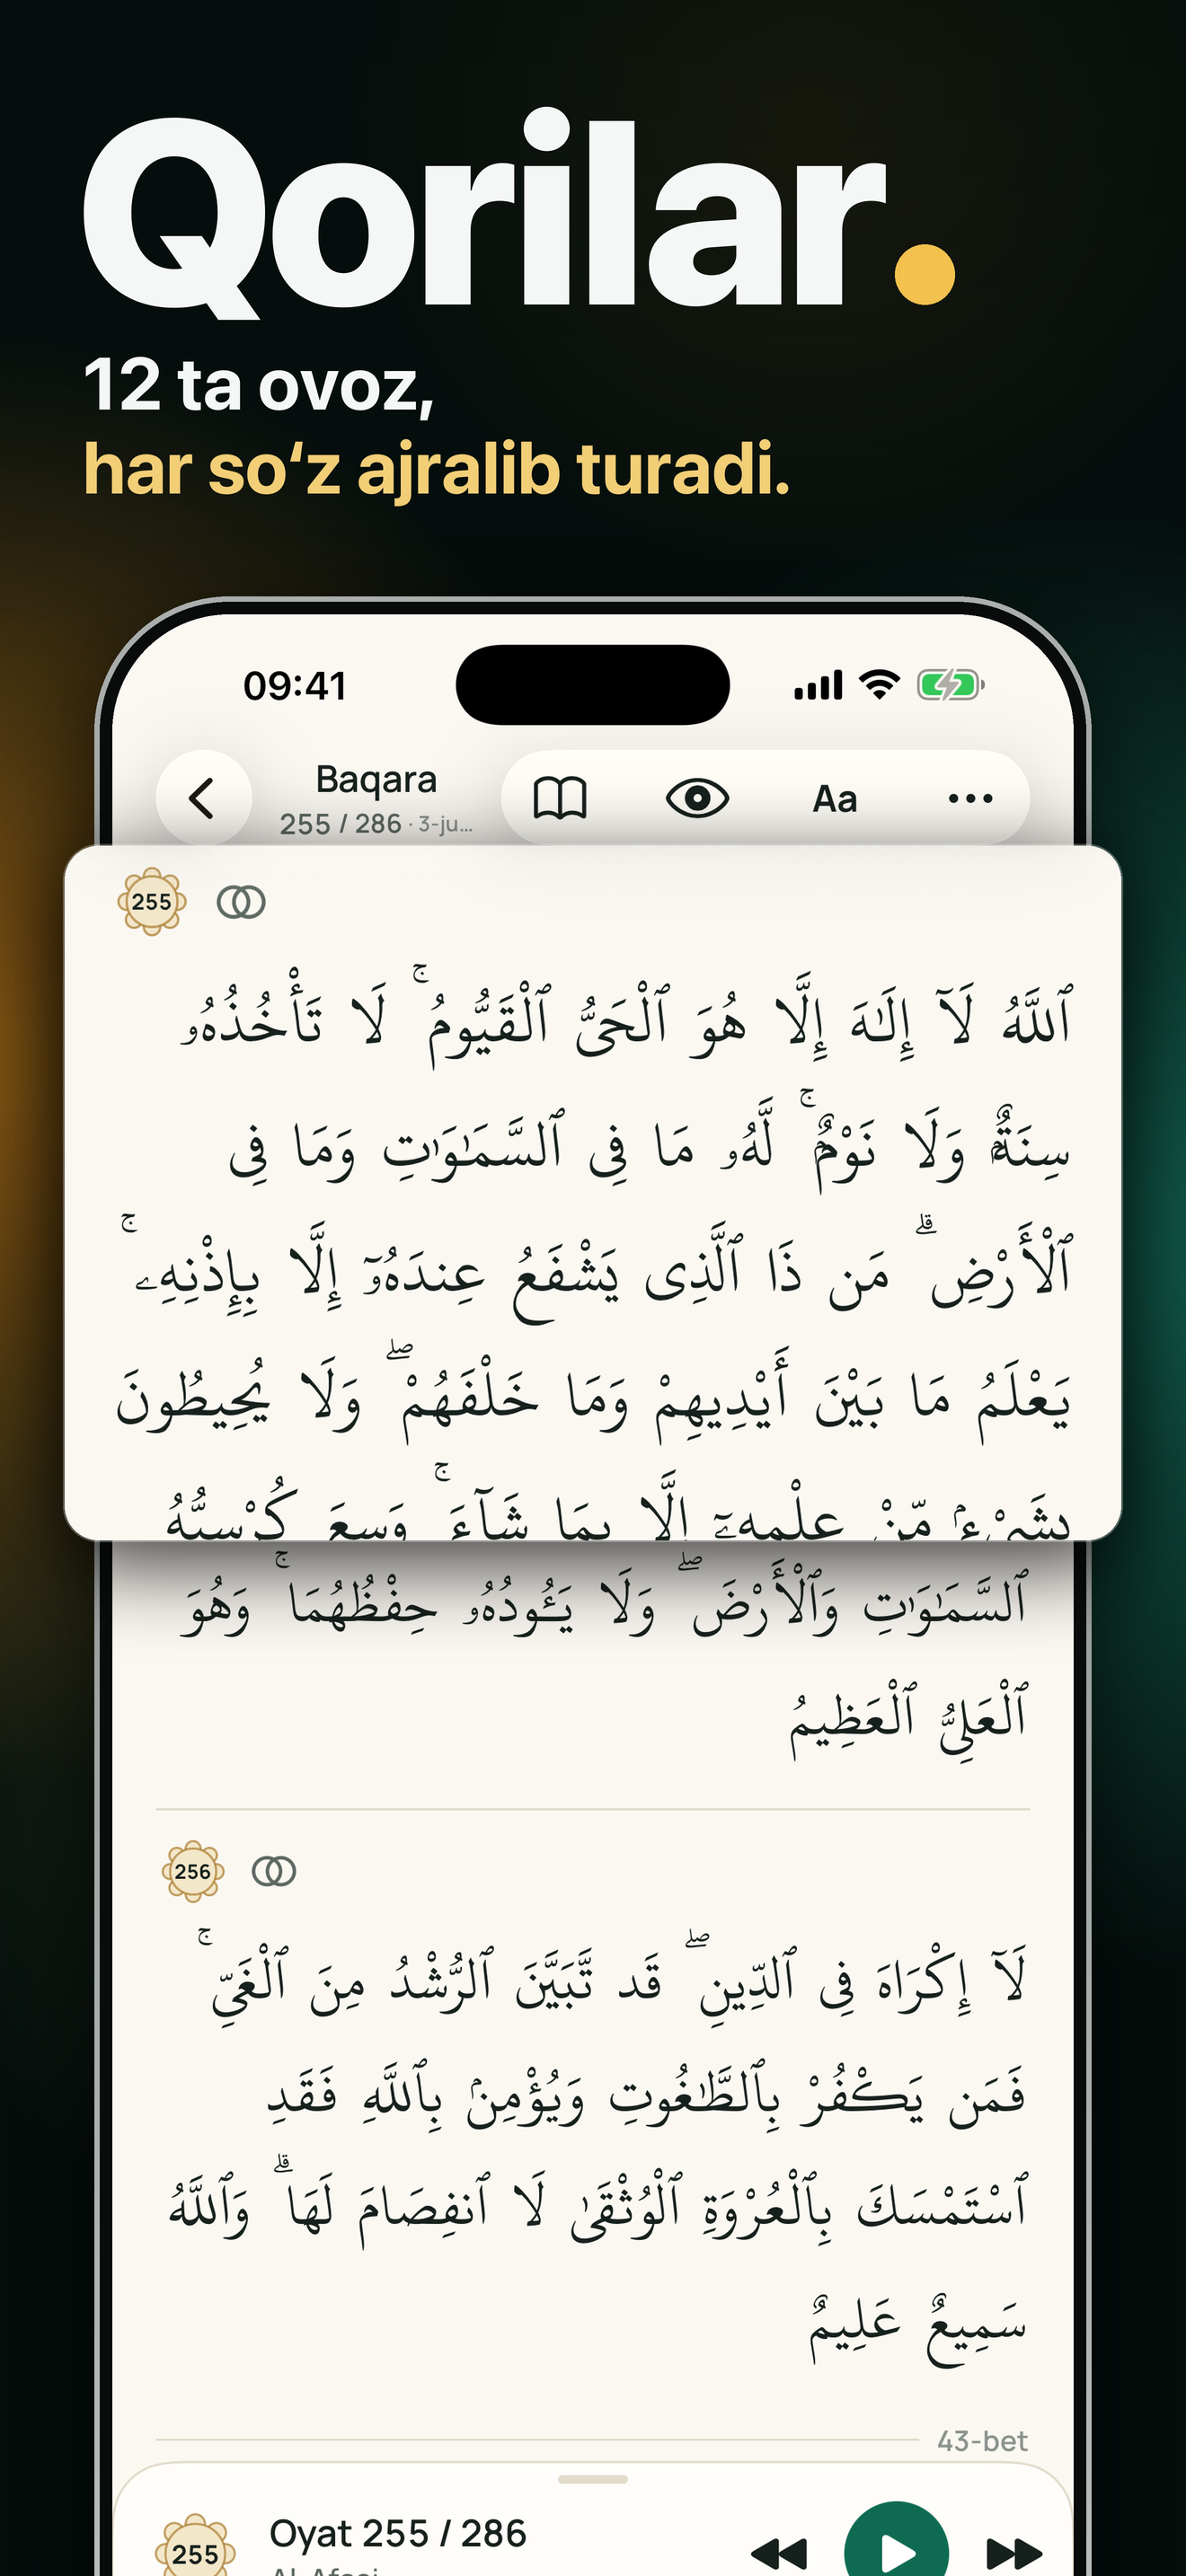 Qorilar.
12 ta ovoz,
har so‘z ajralib turadi.
09:41
Baqara
255 / 286 · 3-ju...
Aa
255
ٱللَّهُ لَآ إِلَـٰهَ إِلَّا هُوَ ٱلْحَىُّ ٱلْقَيُّومُ ۚ لَا تَأْخُذُهُۥ
سِنَةٌۭ وَلَا نَوْمٌۭ ۚ لَّهُۥ مَا فِى ٱلسَّمَـٰوَٰتِ وَمَا فِى
ٱلْأَرْضِ ۗ مَن ذَا ٱلَّذِى يَشْفَعُ عِندَهُۥٓ إِلَّا بِإِذْنِهِۦ ۚ
يَعْلَمُ مَا بَيْنَ أَيْدِيهِمْ وَمَا خَلْفَهُمْ ۖ وَلَا يُحِيطُونَ
بِشَىْءٍۢ مِّنْ عِلْمِهِۦٓ إِلَّا بِمَا شَآءَ ۚ وَسِعَ كُرْسِيُّهُ
ٱلسَّمَـٰوَٰتِ وَٱلْأَرْضَ ۖ وَلَا يَـُٔودُهُۥ حِفْظُهُمَا ۚ وَهُوَ
ٱلْعَلِىُّ ٱلْعَظِيمُ
256
لَآ إِكْرَاهَ فِى ٱلدِّينِ ۖ قَد تَّبَيَّنَ ٱلرُّشْدُ مِنَ ٱلْغَىِّ ۚ
فَمَن يَكْفُرْ بِٱلطَّـٰغُوتِ وَيُؤْمِنۢ بِٱللَّهِ فَقَدِ
ٱسْتَمْسَكَ بِٱلْعُرْوَةِ ٱلْوُثْقَىٰ لَا ٱنفِصَامَ لَهَا ۗ وَٱللَّهُ
سَمِيعٌ عَلِيمٌ
43-bet
255
Oyat 255 / 286